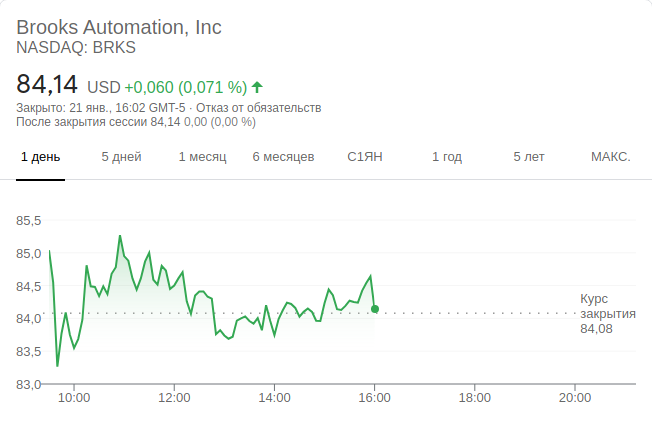 Brooks Automation, Inc
NASDAQ: BRKS
84,14 USD +0,060 (0,071 %)
Закрыто: 21 янв., 16:02 GMT-5 · Отказ от обязательств
После закрытия сессии 84,14 0,00 (0,00 %)
1 день 5 дней 1 месяц 6 месяцев С1ЯН 1 год 5 лет МАКС.
85,5
85,0
84,5
Курс
84,0 закрытия
84,08
83,5
83,0
10:00 12:00 14:00 16:00 18:00 20:00